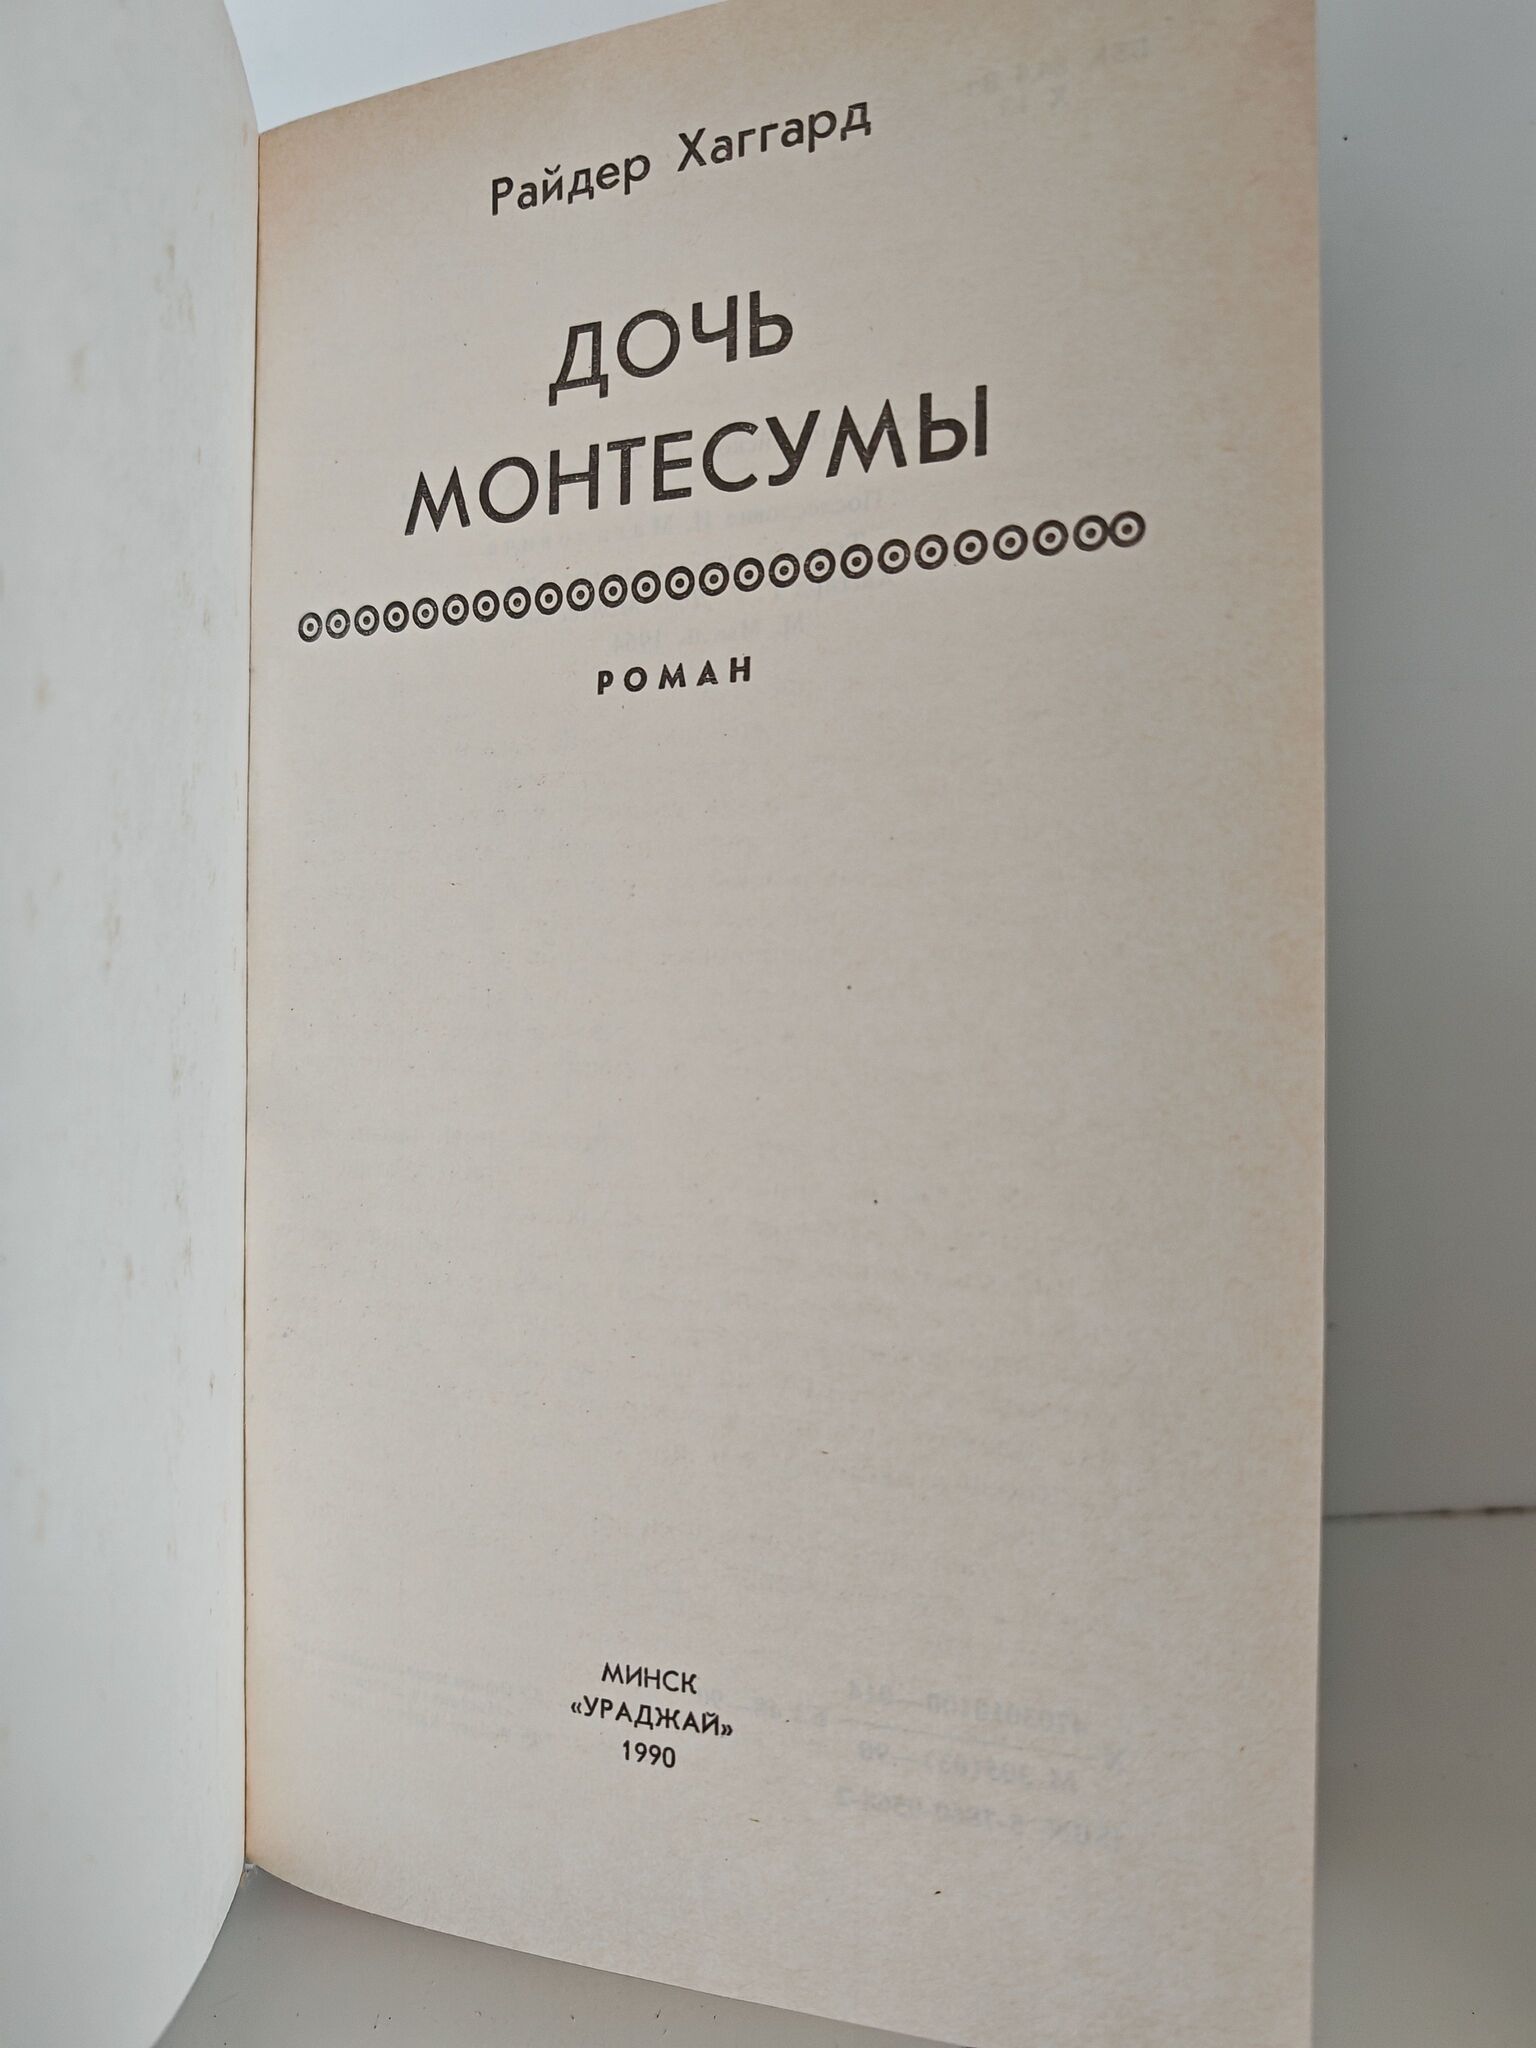 Райдер Хаггард
ДОЧЬ
МОНТЕСУМЫ
РОМАН
МИНСК
«УРАДЖАЙ»
1990